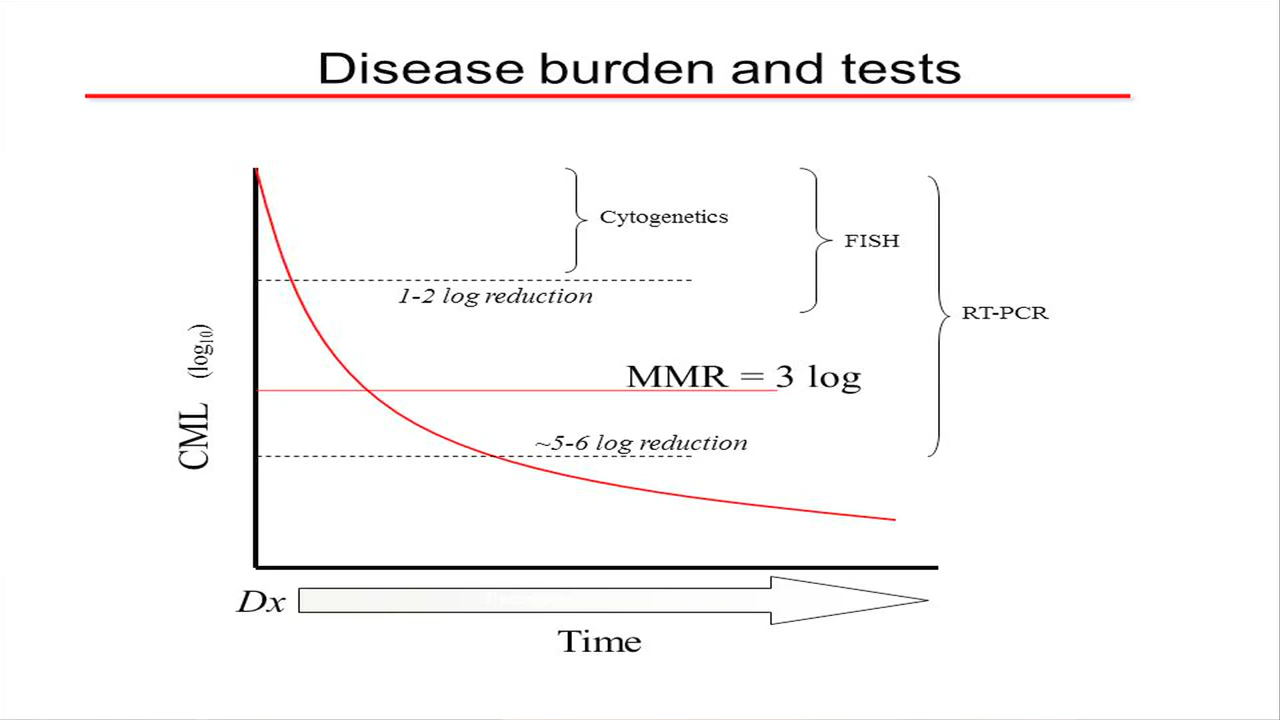 Disease burden and tests
Cytogenetics
FISH
1-2 log reduction
RT-PCR
MMR = 3 log
~5-6 log reduction
CML (log10)
Dx
Time